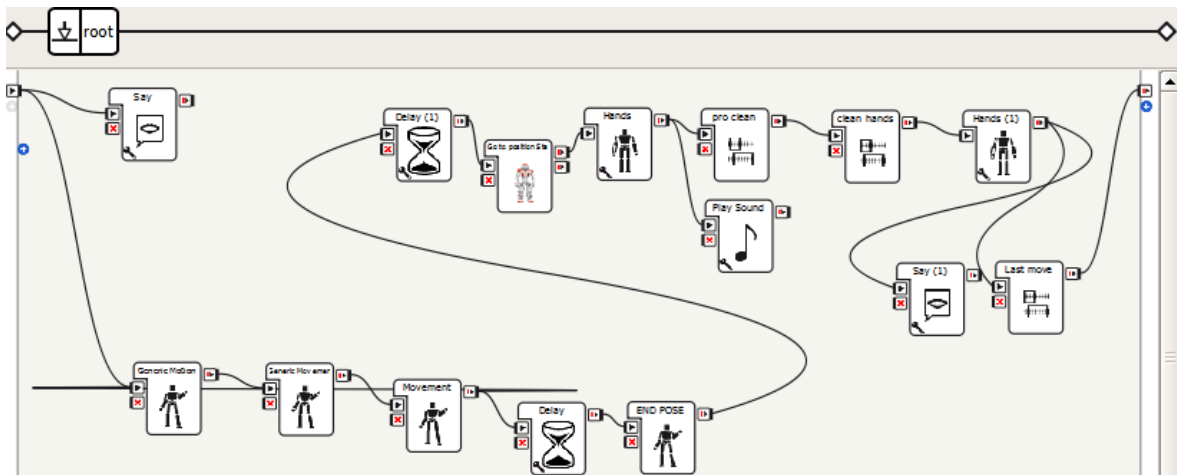 root
Say
Delay (1)
Go to position Sta
Hands
pro clean
clean hands
Hands (1)
Play Sound
Say (1)
Last move
Generic Motion
Generic Movemer
Movement
Delay
END POSE